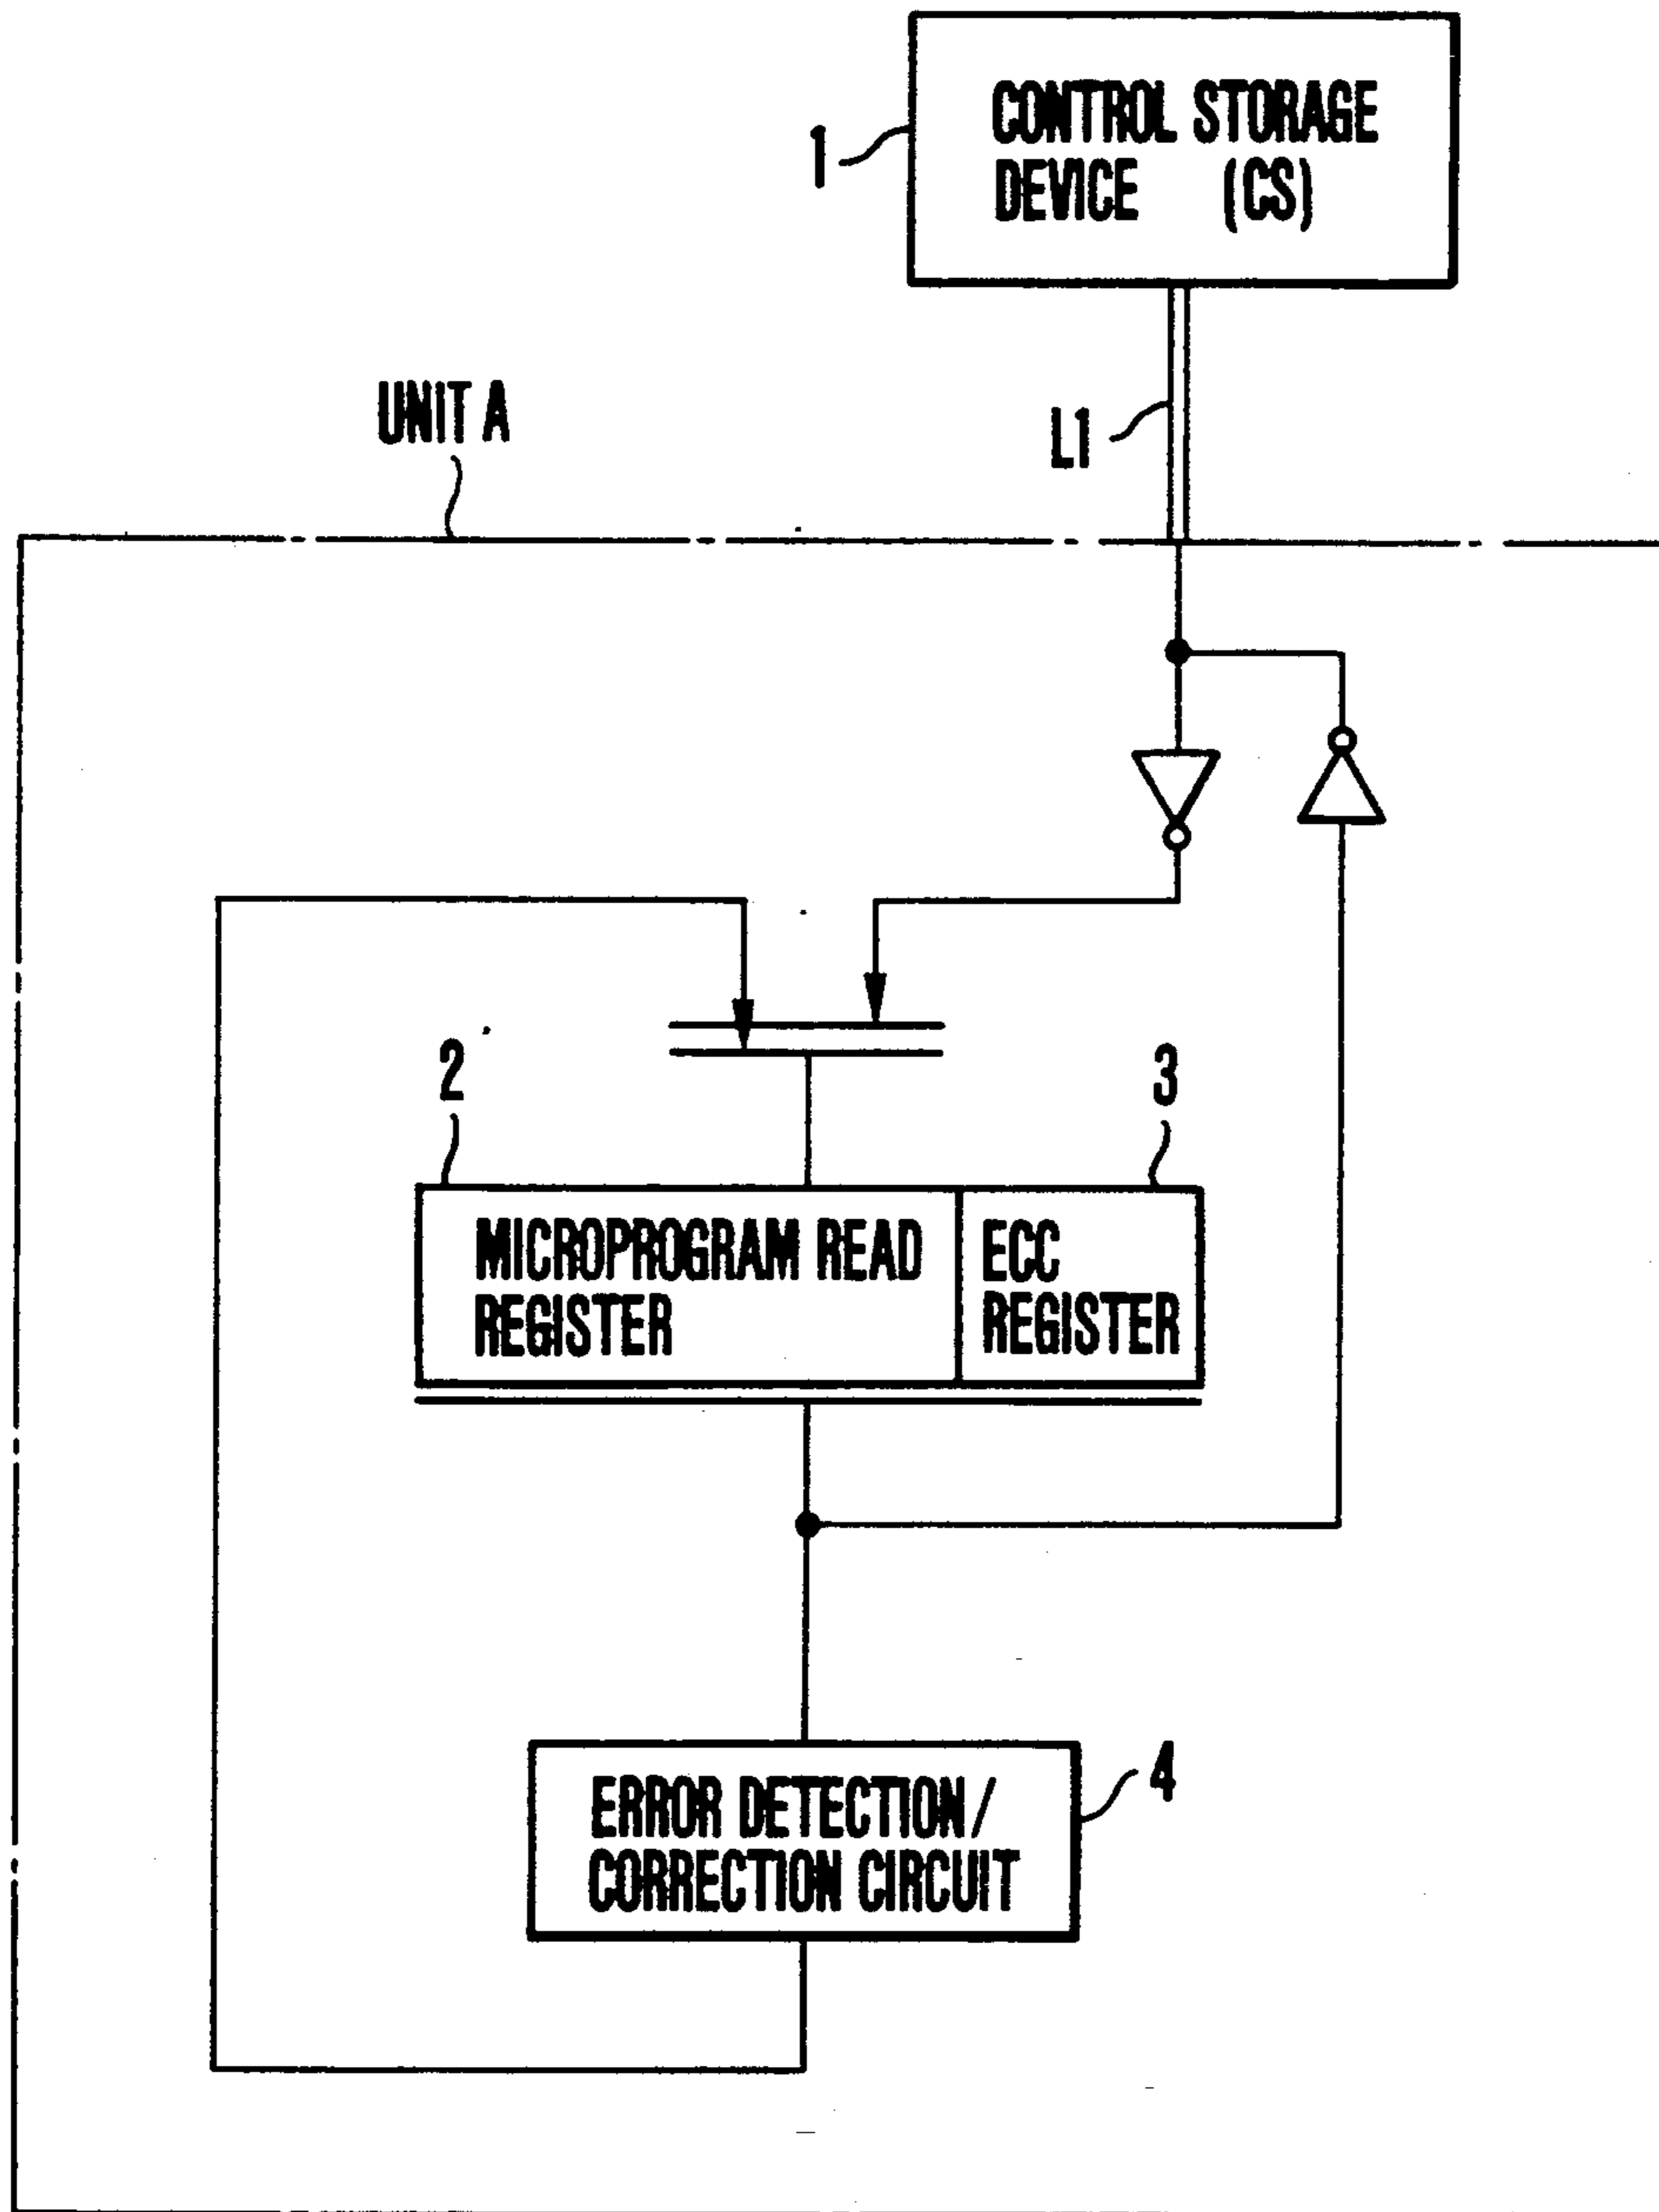 CONTROL STORAGE
DEVICE (CS)
1
UNIT A
L1
2
3
MICROPROGRAM READ
REGISTER
ECC
REGISTER
ERROR DETECTION/
CORRECTION CIRCUIT
4